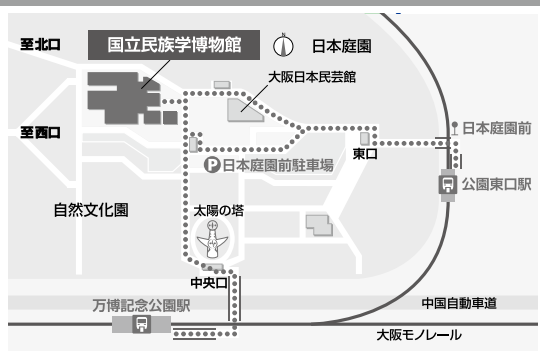 至北口
国立民族学博物館
日本庭園
大阪日本民芸館
至西口
日本庭園前
東口
P日本庭園前駐車場
公園東口駅
自然文化園
太陽の塔
中央口
万博記念公園駅
中国自動車道
大阪モノレール